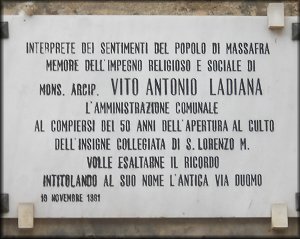 INTERPRETE DEI SENTIMENTI DEL POPOLO DI MASSAFRA
MEMORE DELL'IMPEGNO RELIGIOSO E SOCIALE DI
MONS. ARCIP. VITO ANTONIO LADIANA
L'AMMINISTRAZIONE COMUNALE
AL COMPIERSI DEI 50 ANNI DELL'APERTURA AL CULTO
DELL'INSIGNE COLLEGIATA DI S. LORENZO M.
VOLLE ESALTARNE IL RICORDO
INTITOLANDO AL SUO NOME L'ANTICA VIA DUOMO
18 NOVEMBRE 1981